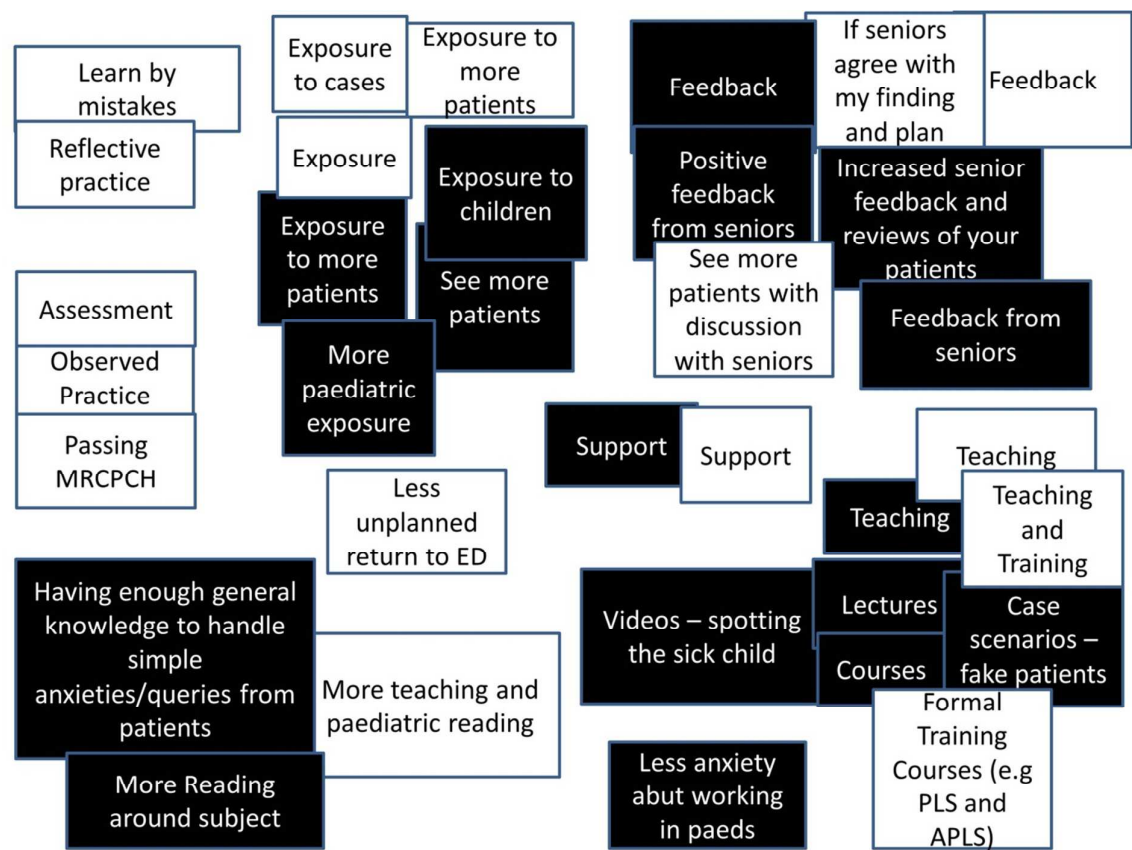 Learn by
mistakes
Reflective
practice
Exposure
to cases
Exposure to
more
patients
Exposure
Exposure to
children
Exposure
to more
patients
See more
patients
More
paediatric
exposure
Feedback
If seniors
agree with
my finding
and plan
Feedback
Positive
feedback
from seniors
Increased senior
feedback and
reviews of your
patients
See more
patients with
discussion
with seniors
Feedback from
seniors
Assessment
Observed
Practice
Passing
MRCPCH
Less
unplanned
return to ED
Support
Support
Teaching
Teaching
Teaching
and
Training
Having enough general
knowledge to handle
simple
anxieties/queries from
patients
More teaching and
paediatric reading
More Reading
around subject
Videos – spotting
the sick child
Lectures
Courses
Case
scenarios –
fake patients
Formal
Training
Courses (e.g
PLS and
APLS)
Less anxiety
abut working
in paeds